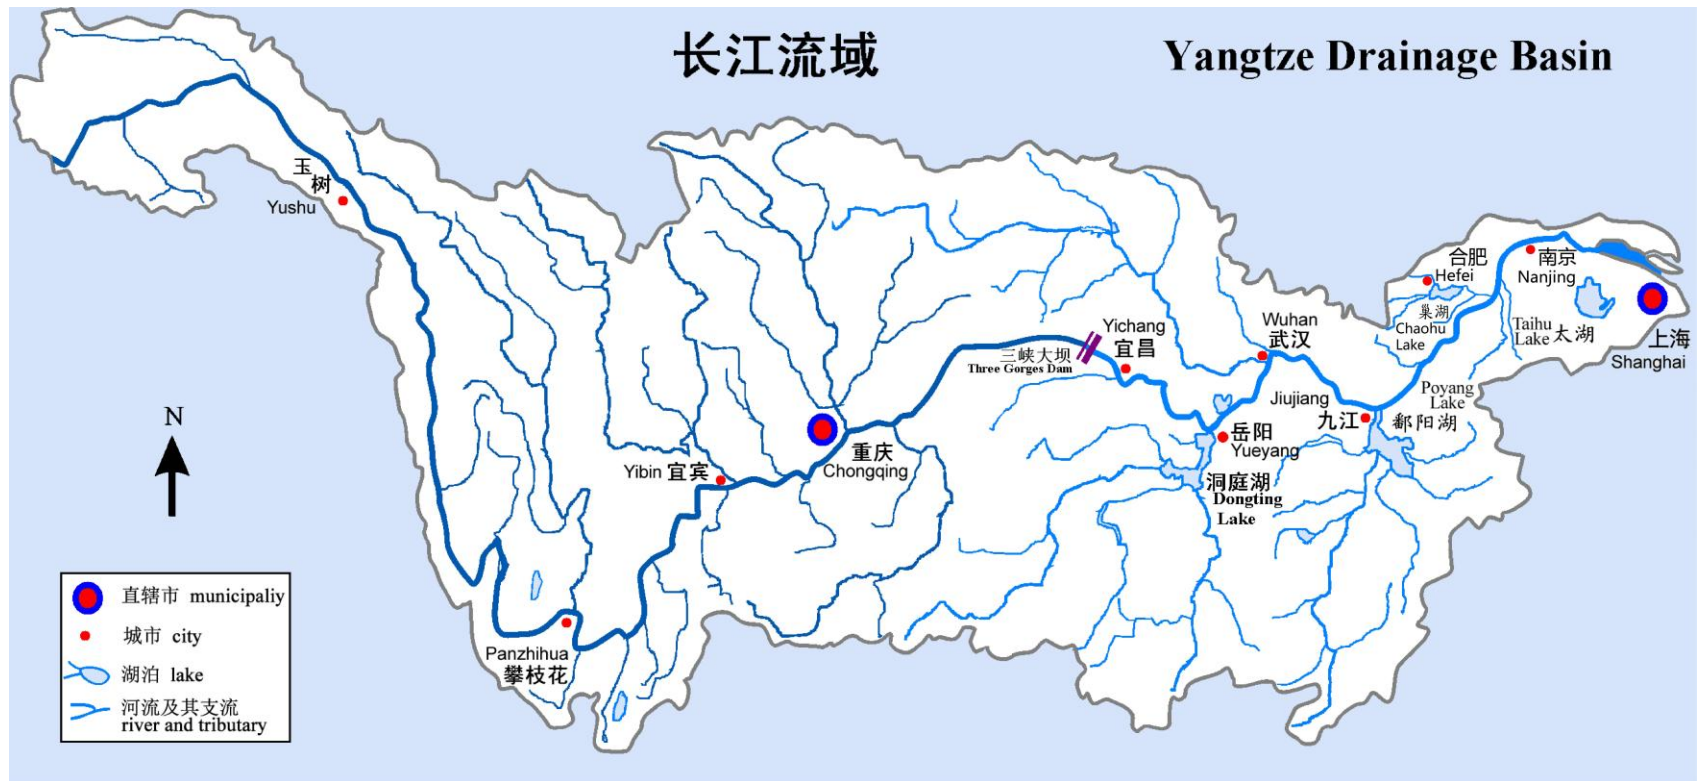 长江流域
Yangtze Drainage Basin
玉
树
Yushu
合肥
Hefei
南京
Nanjing
巢湖
Chaohu
Lake
Taihu
Lake
太湖
上海
Shanghai
Yichang
宜昌
三峡大坝
Three Gorges Dam
Wuhan
武汉
Jiujiang
九江
Poyang
Lake
鄱阳湖
岳阳
Yueyang
洞庭湖
Dongting
Lake
重庆
Chongqing
Yibin 宜宾
Panzhihua
攀枝花
N
直辖市 municipaliy
城市 city
湖泊 lake
河流及其支流
river and tributary